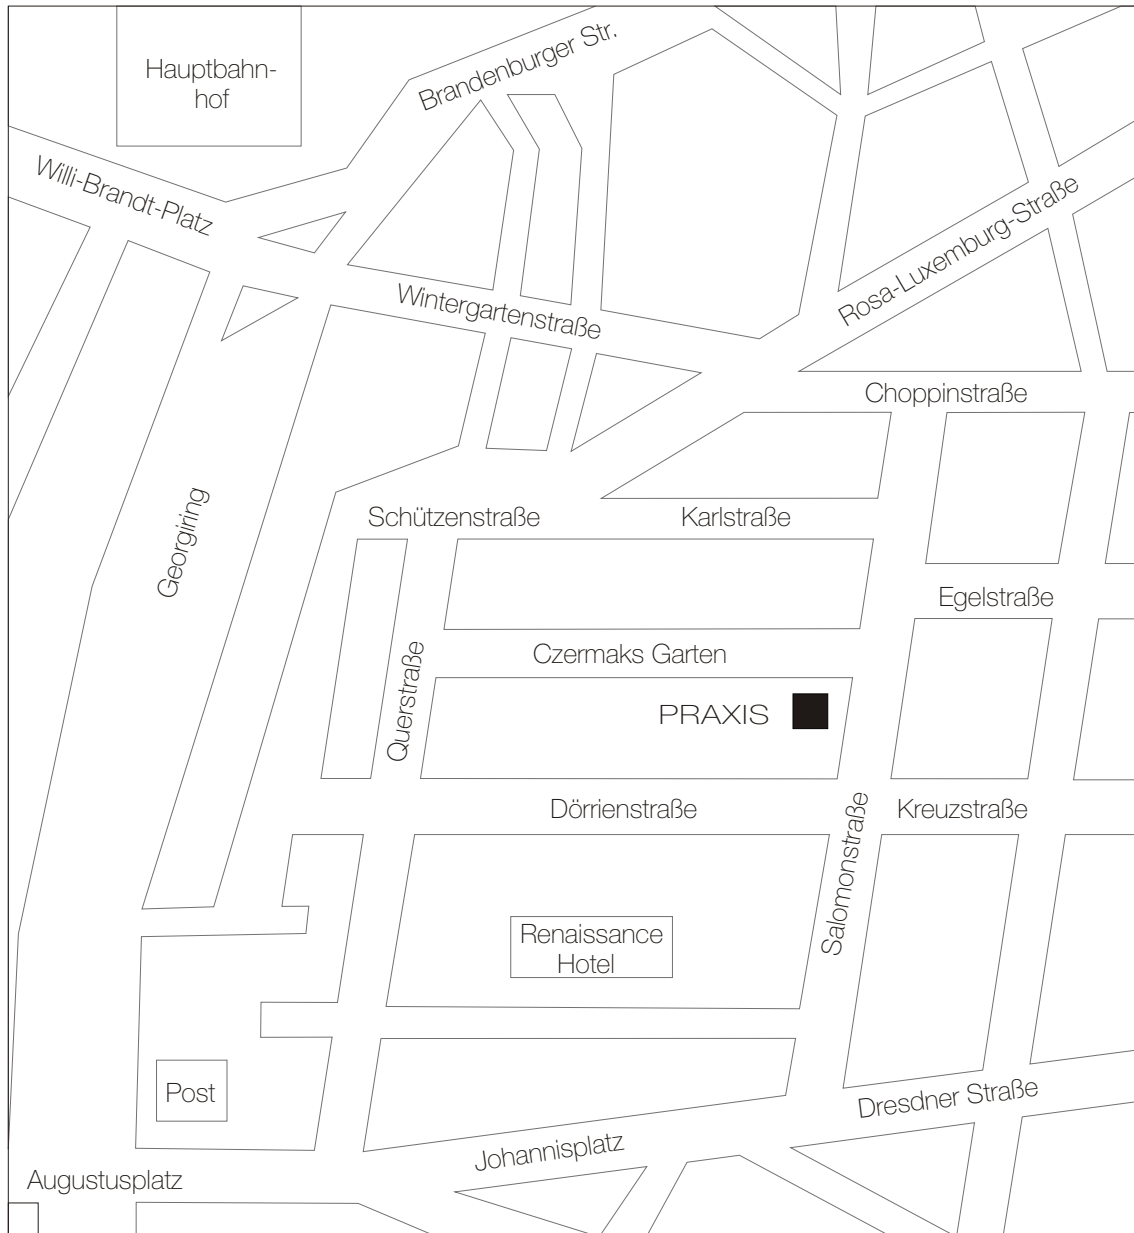 Hauptbahn-
hof
Brandenburger Str.
Willi-Brandt-Platz
Rosa-Luxemburg-Straße
Wintergartenstraße
Choppinstraße
Georgiring
Schützenstraße
Karlstraße
Egelstraße
Czermaks Garten
Querstraße
PRAXIS
Dörrienstraße
Kreuzstraße
Salomonstraße
Renaissance
Hotel
Post
Dresdner Straße
Johannisplatz
Augustusplatz